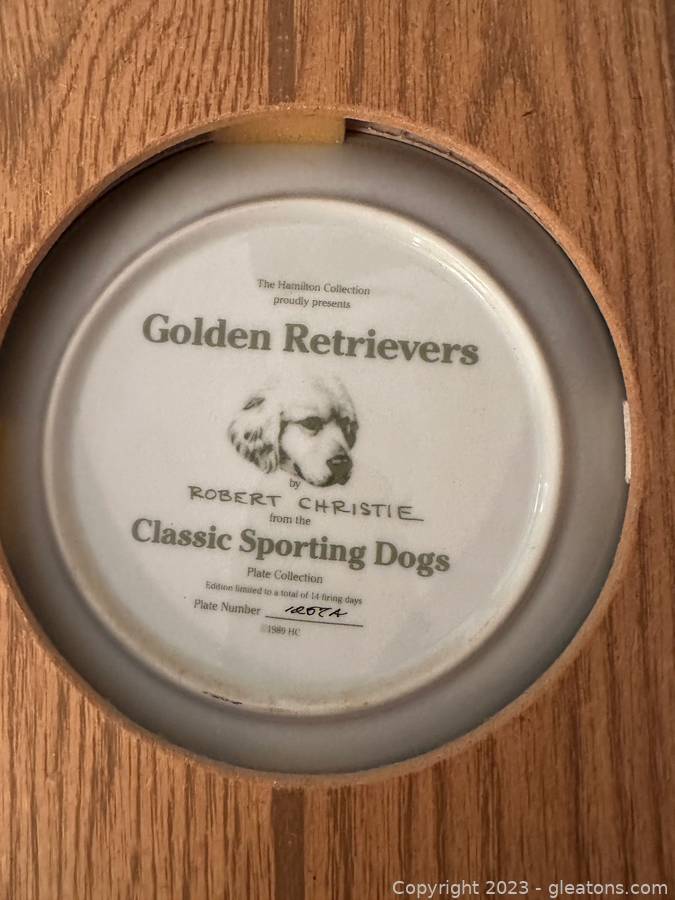 The Hamilton Collection
proudly presents
Golden Retrievers
by
ROBERT CHRISTIE
from the
Classic Sporting Dogs
Plate Collection
Edition limited to a total of 14 firing days
Plate Number
©1989 HC
Copyright 2023 - gleatons.com